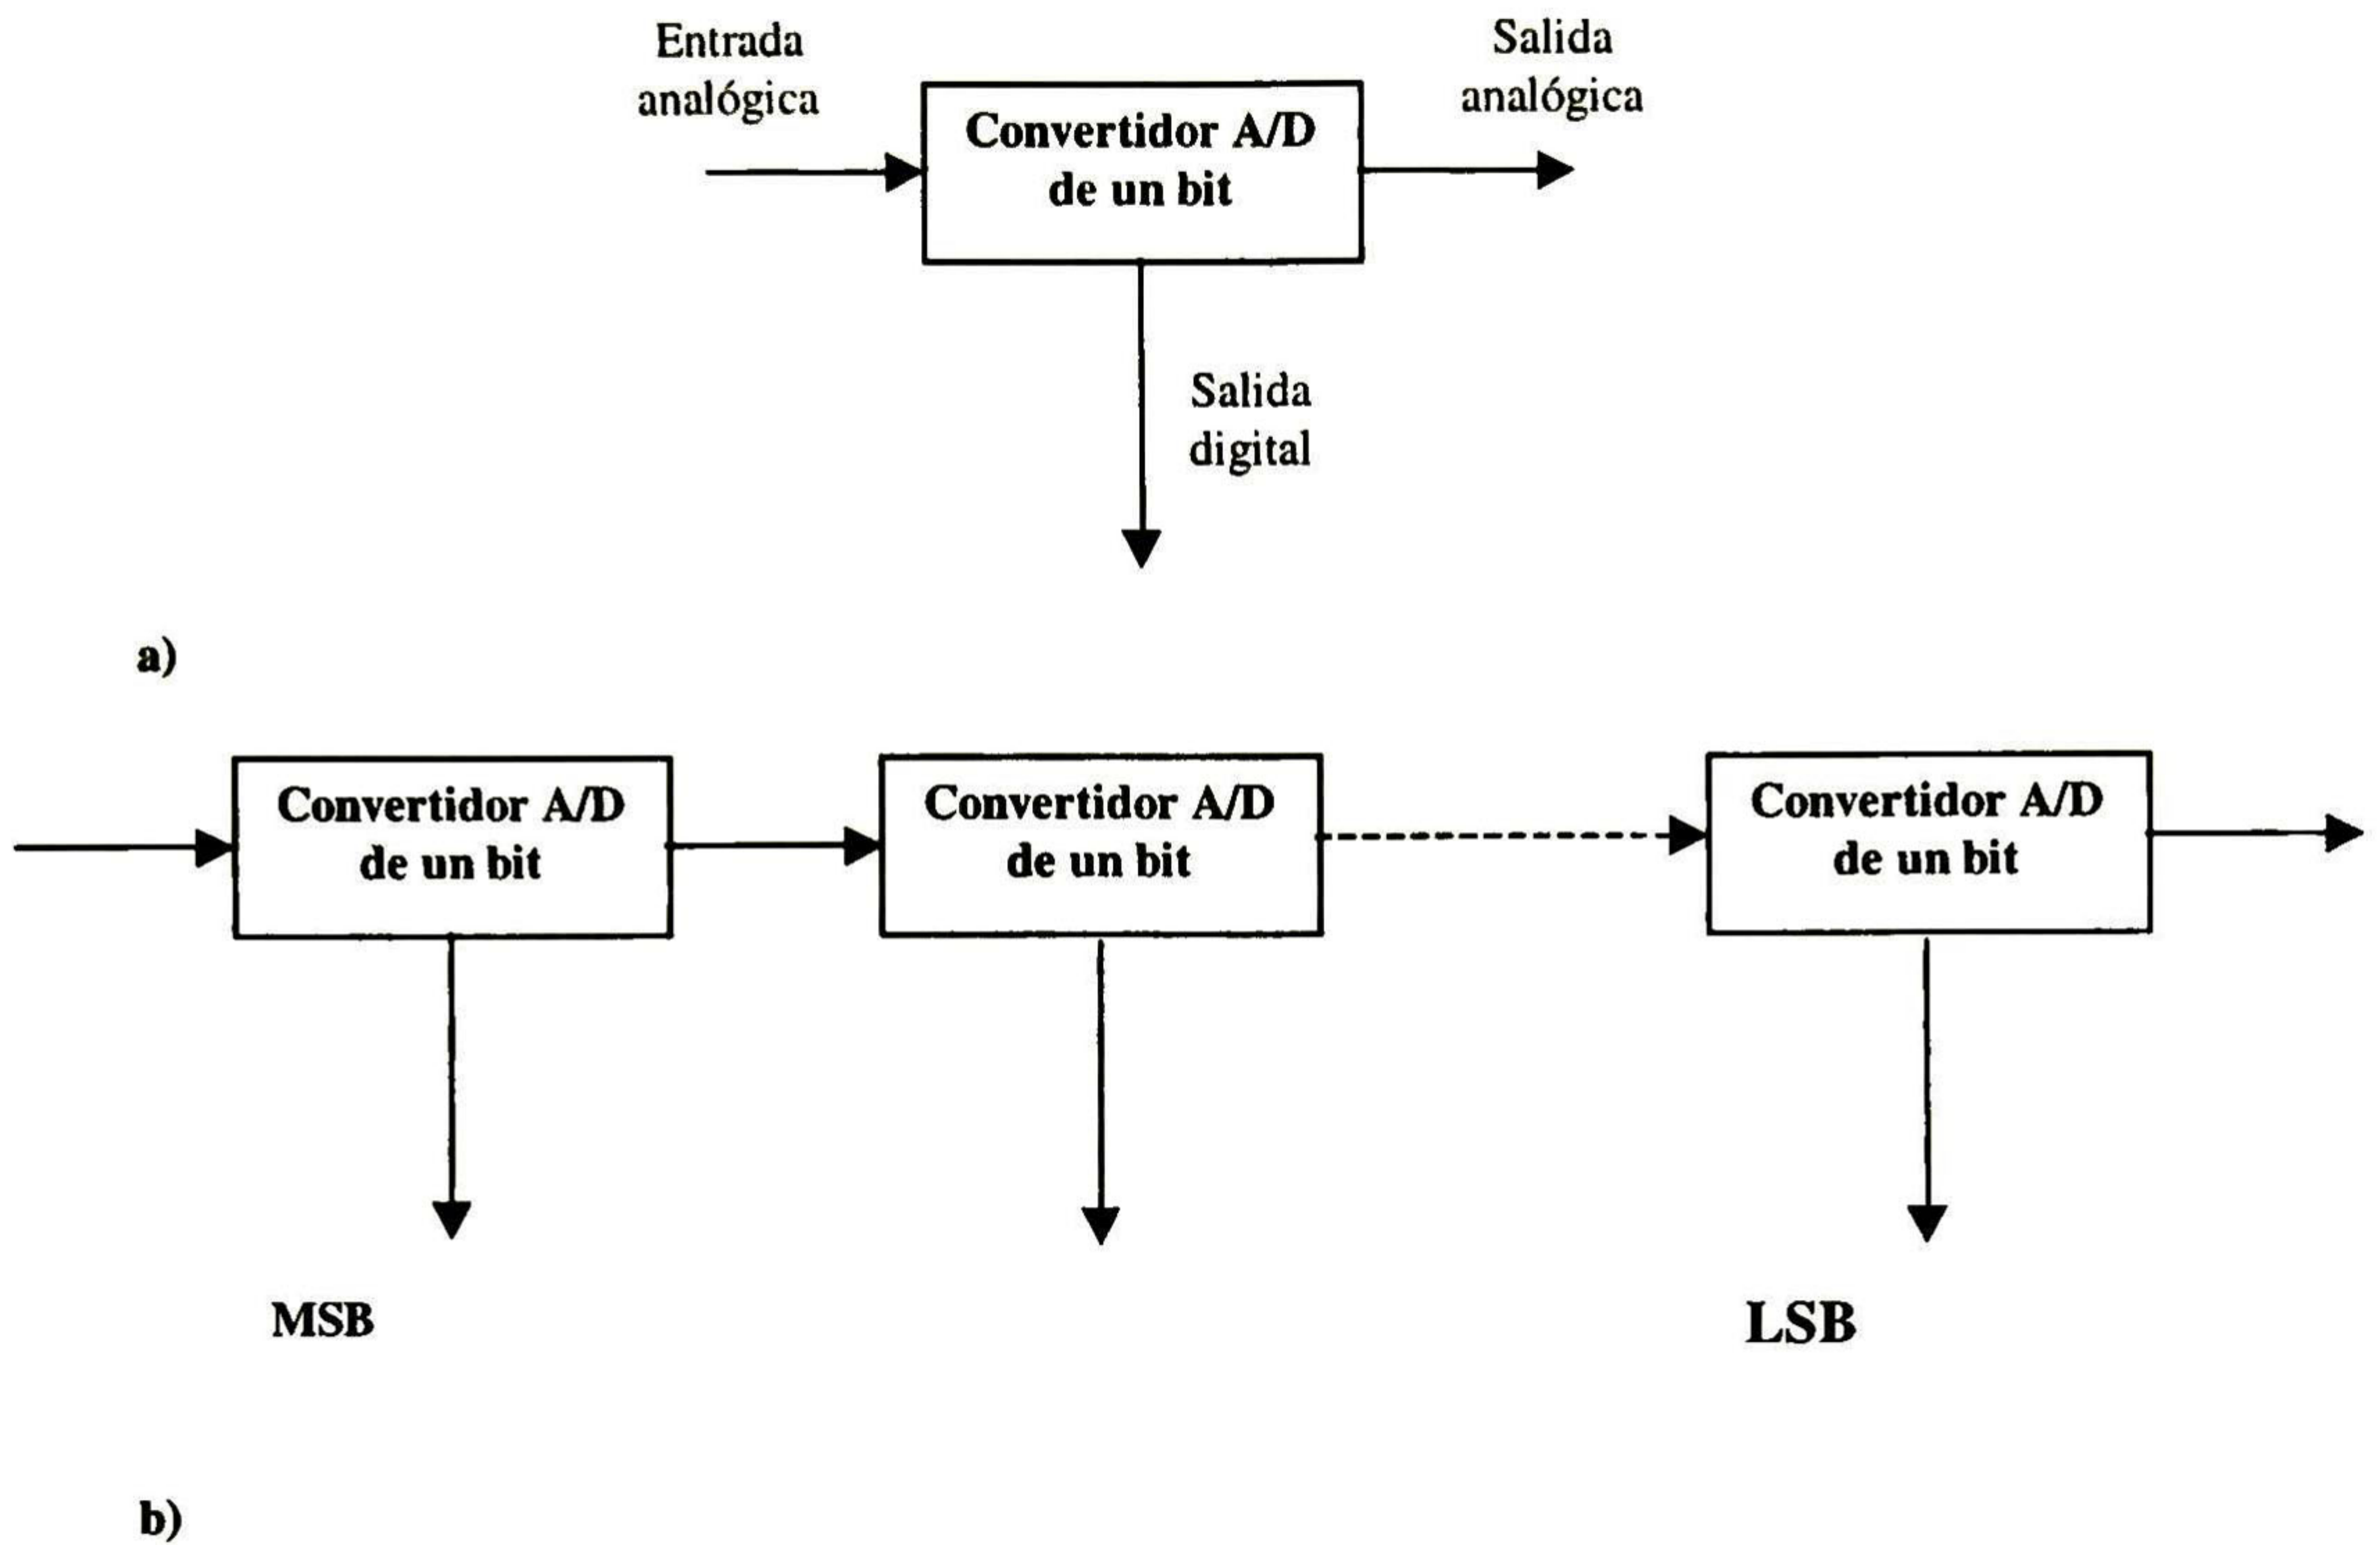 Entrada
analógica
Salida
analógica
Convertidor A/D
de un bit
Salida
digital
a)
Convertidor A/D
de un bit
Convertidor A/D
de un bit
Convertidor A/D
de un bit
MSB
LSB
b)